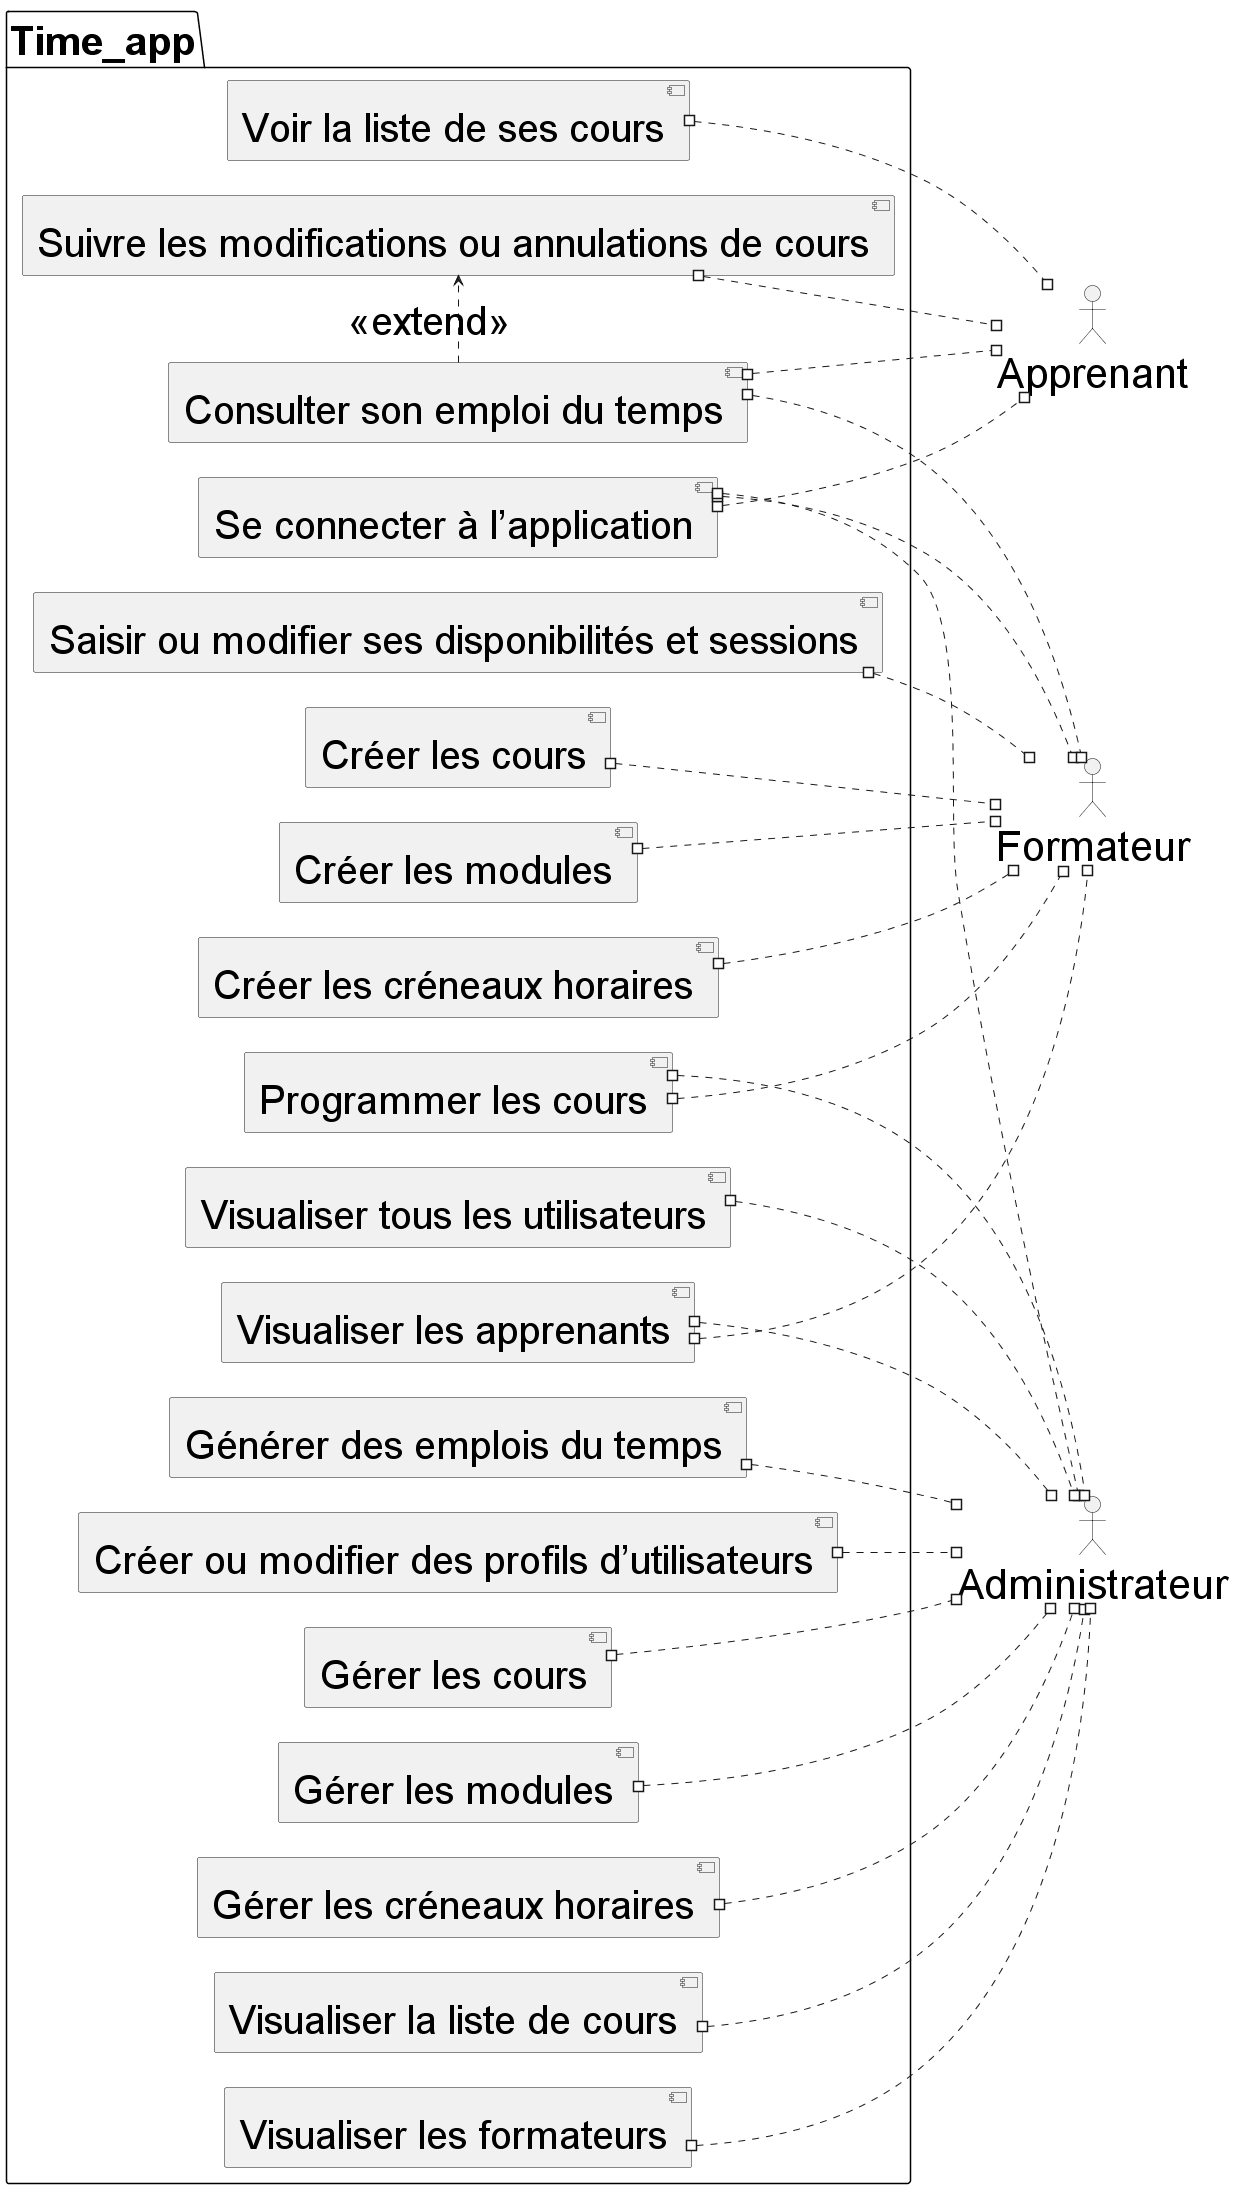 Time_app
Voir la liste de ses cours
Suivre les modifications ou annulations de cours
«extend»
Apprenant
Consulter son emploi du temps
Se connecter à l’application
Saisir ou modifier ses disponibilités et sessions
Créer les cours
Formateur
Créer les modules
Créer les créneaux horaires
Programmer les cours
Visualiser tous les utilisateurs
Visualiser les apprenants
Générer des emplois du temps
Créer ou modifier des profils d’utilisateurs
Administrateur
Gérer les cours
Gérer les modules
Gérer les créneaux horaires
Visualiser la liste de cours
Visualiser les formateurs